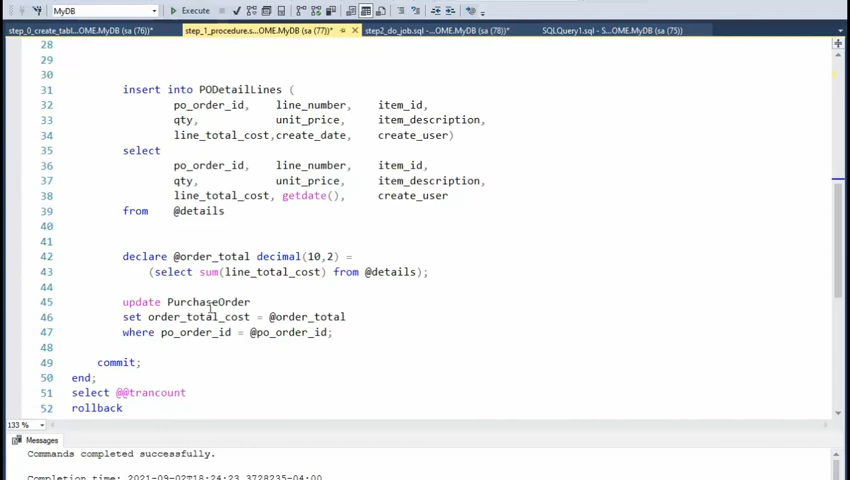 MyDB Execute
step_0_create_tabl...OME.MyDB (sa (76))* step_1_procedure.s...OME.MyDB (sa (77))* step2_do_job.sql -...OME.MyDB (sa (78))* SQLQuery1.sql - S...OME.MyDB (sa (75))
28
29
30
31 insert into PODetailLines (
32 po_order_id, line_number, item_id,
33 qty, unit_price, item_description,
34 line_total_cost,create_date, create_user)
35 select
36 po_order_id, line_number, item_id,
37 qty, unit_price, item_description,
38 line_total_cost, getdate(), create_user
39 from @details
40
41
42 declare @order_total decimal(10,2) =
43 (select sum(line_total_cost) from @details);
44
45 update PurchaseOrder
46 set order_total_cost = @order_total
47 where po_order_id = @po_order_id;
48
49 commit;
50 end;
51 select @@trancount
52 rollback
133 %
Messages
Commands completed successfully.
Completion time: 2021-09-02T18:24:23.3728235-04:00